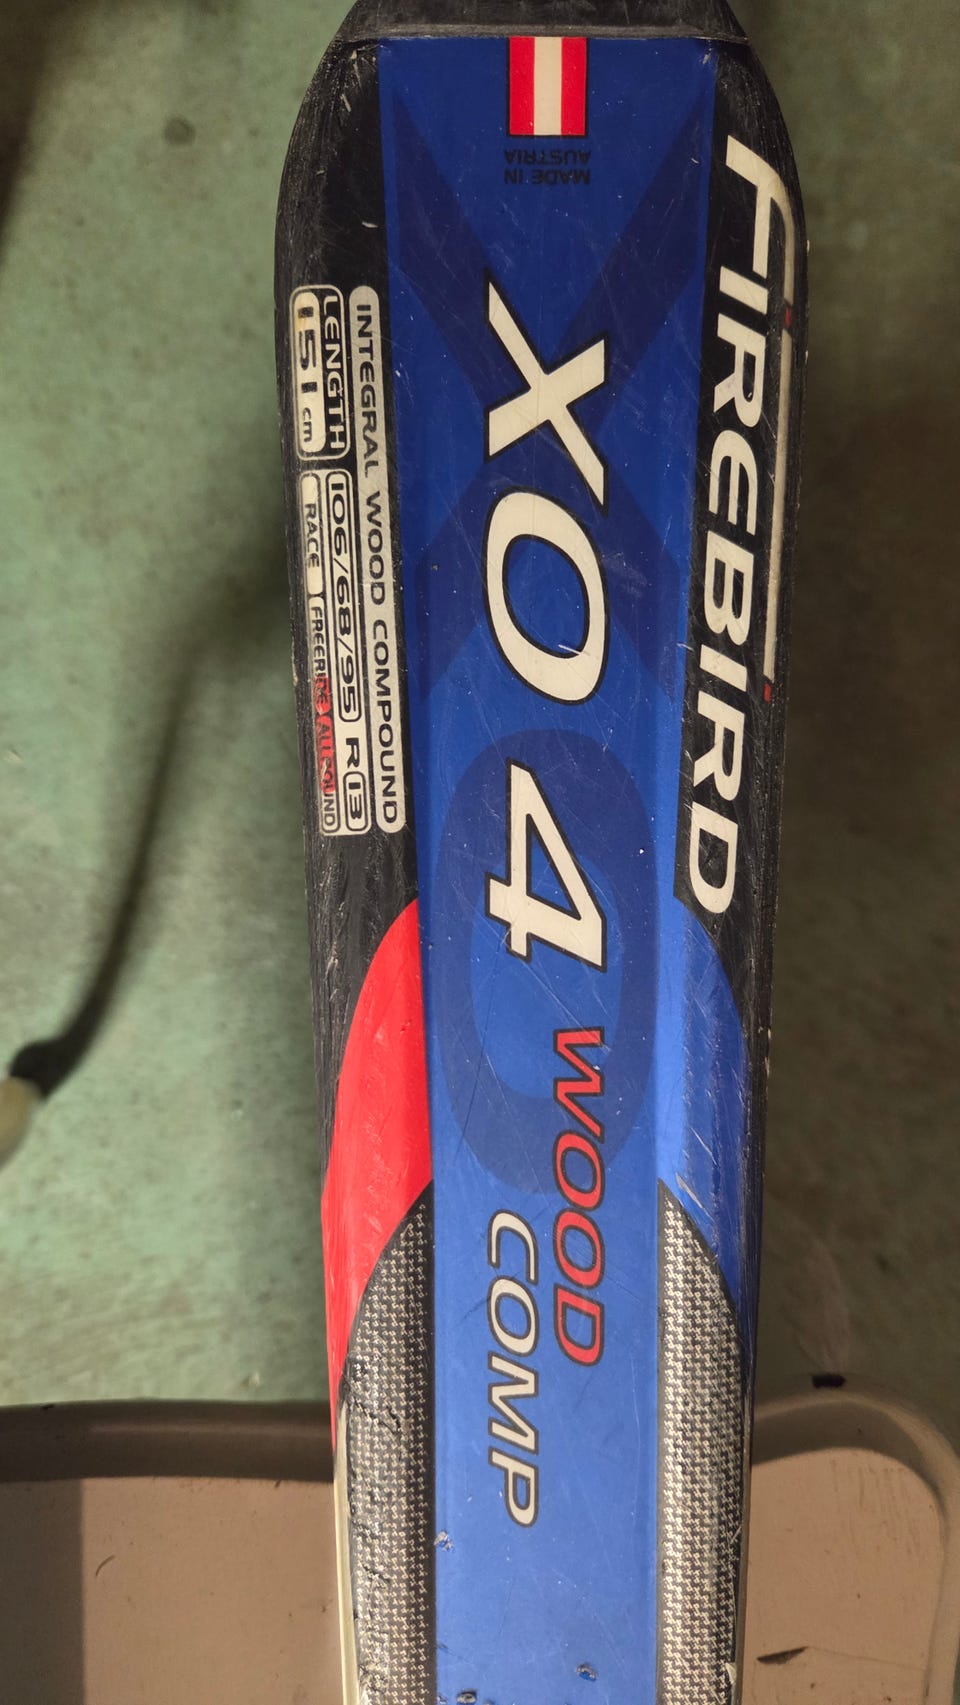 MADE IN
AUSTRIA
FIREBIRD
XO 4 WOOD
COMP
INTEGRAL WOOD COMPOUND
LENGTH 106/68/95 R 13
151 cm RACE FREERIDE ALLROUND